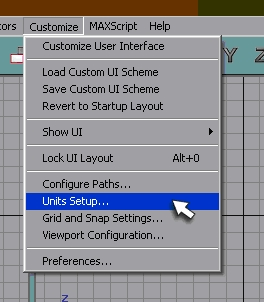 tors Customize MAXScript Help
Customize User Interface
Y Z
Load Custom UI Scheme
Save Custom UI Scheme
Revert to Startup Layout
Show UI
Lock UI Layout Alt+0
Configure Paths...
Units Setup...
Grid and Snap Settings...
Viewport Configuration...
Preferences...
z